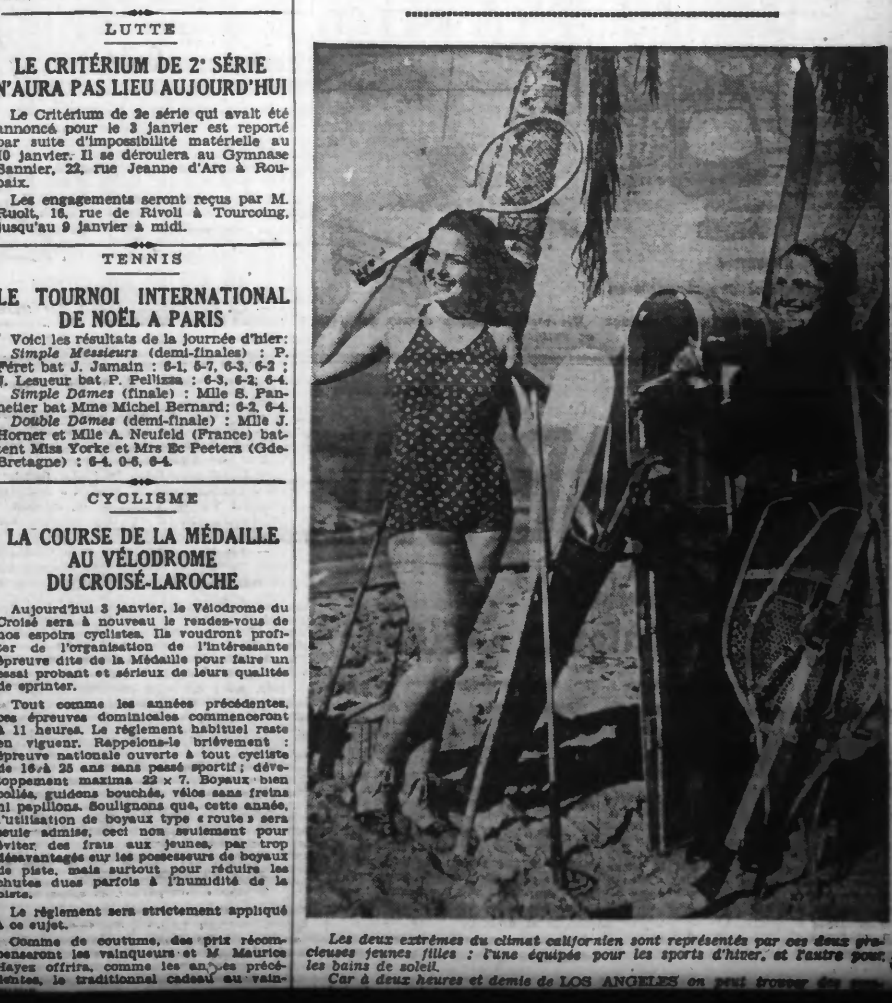 LUTTE
LE CRITÉRIUM DE 2e SÉRIE
N'AURA PAS LIEU AUJOURD'HUI
Le Critérium de 2e série qui avait été
annoncé pour le 3 janvier est reporté
par suite d'impossibilité matérielle au
10 janvier. Il se déroulera au Gymnase
Sannier, 22, rue Jeanne d'Arc à Rou-
baix.
Les engagements seront reçus par M.
Ruolt, 16, rue de Rivoli à Tourcoing,
jusqu'au 9 janvier à midi.
TENNIS
LE TOURNOI INTERNATIONAL
DE NOËL A PARIS
Voici les résultats de la journée d'hier:
Simple Messieurs (demi-finales) : P.
Féret bat J. Jamain : 6-1, 5-7, 6-3, 6-2 ;
J. Lesueur bat P. Pellizza : 6-3, 6-2; 6-4.
Simple Dames (finale) : Mlle S. Pan-
netier bat Mme Michel Bernard: 6-2, 6-4.
Double Dames (demi-finale) : Mlle J.
Horner et Mlle A. Neufeld (France) bat-
tent Miss Yorke et Mrs Ec Peeters (Gde-
Bretagne) : 6-4. 0-6, 6-4.
CYCLISME
LA COURSE DE LA MÉDAILLE
AU VÉLODROME
DU CROISÉ-LAROCHE
Aujourd'hui 3 janvier, le Vélodrome du
Croisé sera à nouveau le rendez-vous de
nos espoirs cyclistes. Ils voudront profi-
ter de l'organisation de l'intéressante
épreuve dite de la Médaille pour faire un
essai probant et sérieux de leurs qualités
de sprinter.
Tout comme les années précédentes,
ces épreuves dominicales commenceront
à 11 heures. Le réglement habituel reste
en viguenr. Rappelons-le briévement :
épreuve nationale ouverte à tout cycliste
de 16 à 25 ans sans passé sportif ; déve-
loppement maxima 22 x 7. Boyaux bien
collés, guidons bouchés, vélos sans freins
ni papillons. Soulignons que, cette année,
l'utilisation de boyaux type « route » sera
seule admise, ceci non seulement pour
éviter des frais aux jeunes, par trop
désavantagés sur les possesseurs de boyaux
de piste, mais surtout pour réduire les
chutes dues parfois à l'humidité de la
piste.
Le réglement sera strictement appliqué
à ce sujet.
Comme de coutume, des prix récom-
penseront les vainqueurs et M. Maurice
Hayez offrira, comme les années précé-
dentes, le traditionnel cadeau au vain-
Les deux extrêmes du climat californien sont représentés par ces deux gra-
cieuses jeunes filles : l'une équipée pour les sports d'hiver, et l'autre pour
les bains de soleil.
Car à deux heures et demie de LOS ANGELES on peut trouver des